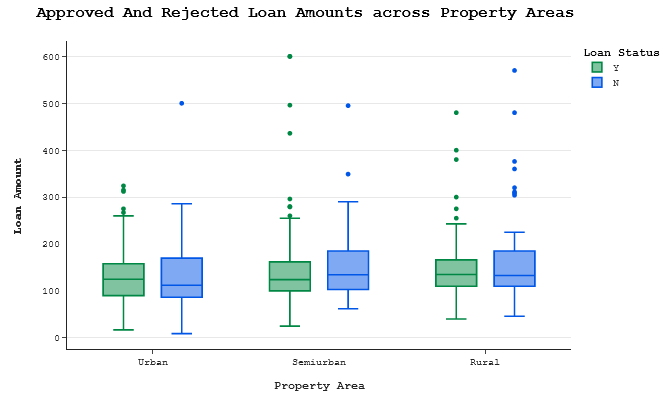 Approved And Rejected Loan Amounts across Property Areas
Loan Status
Y
N
600
500
400
300
200
100
0
Loan Amount
Urban
Semiurban
Rural
Property Area